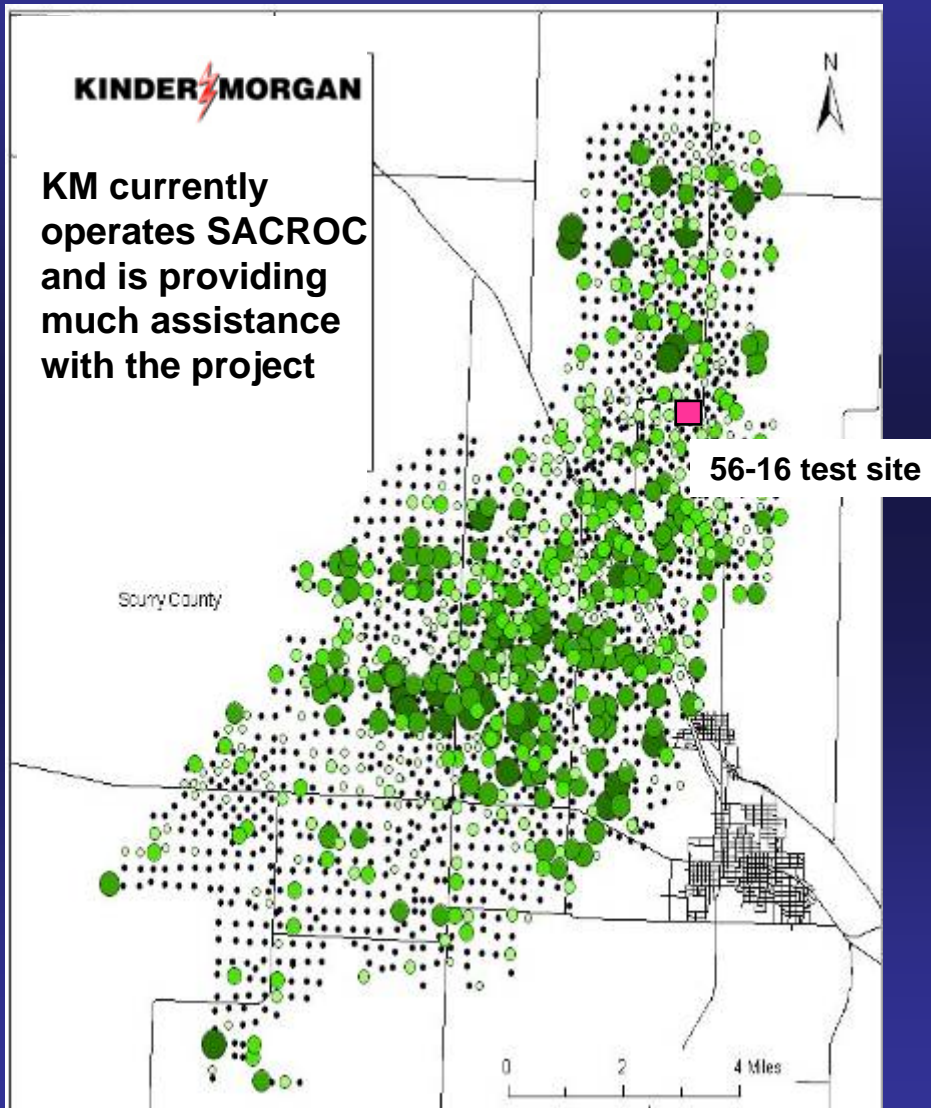 KINDER MORGAN
N
KM currently
operates SACROC
and is providing
much assistance
with the project
56-16 test site
Scurry County
0 2 4 Miles